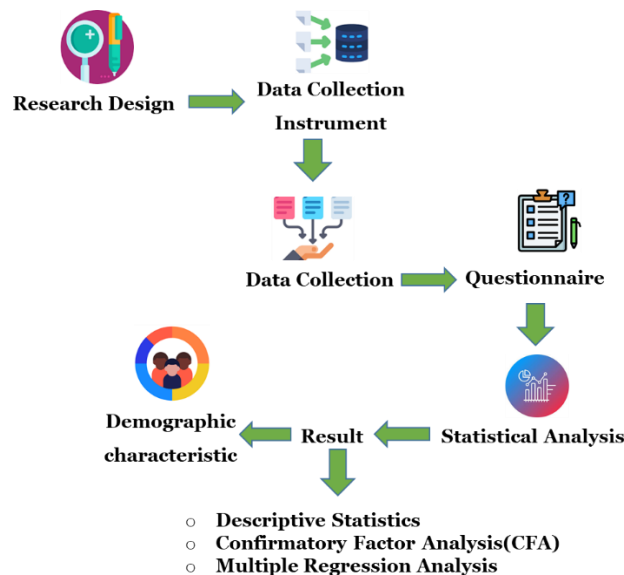 Research Design
Data Collection
Instrument
Data Collection
Questionnaire
?
Demographic
characteristic
Result
Statistical Analysis
o Descriptive Statistics
o Confirmatory Factor Analysis(CFA)
o Multiple Regression Analysis